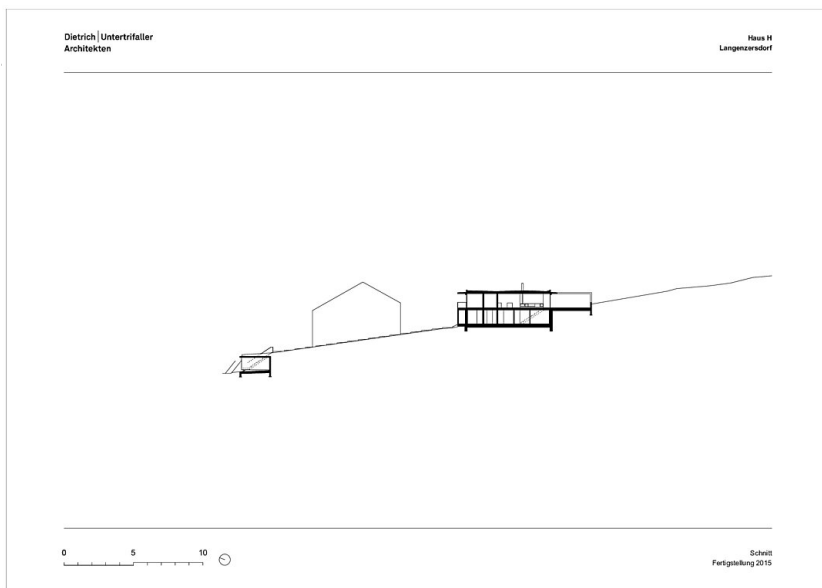 Dietrich | Untertrifaller
Architekten
Haus H
Langenzersdorf
0 5 10
Schnitt
Fertigstellung 2015